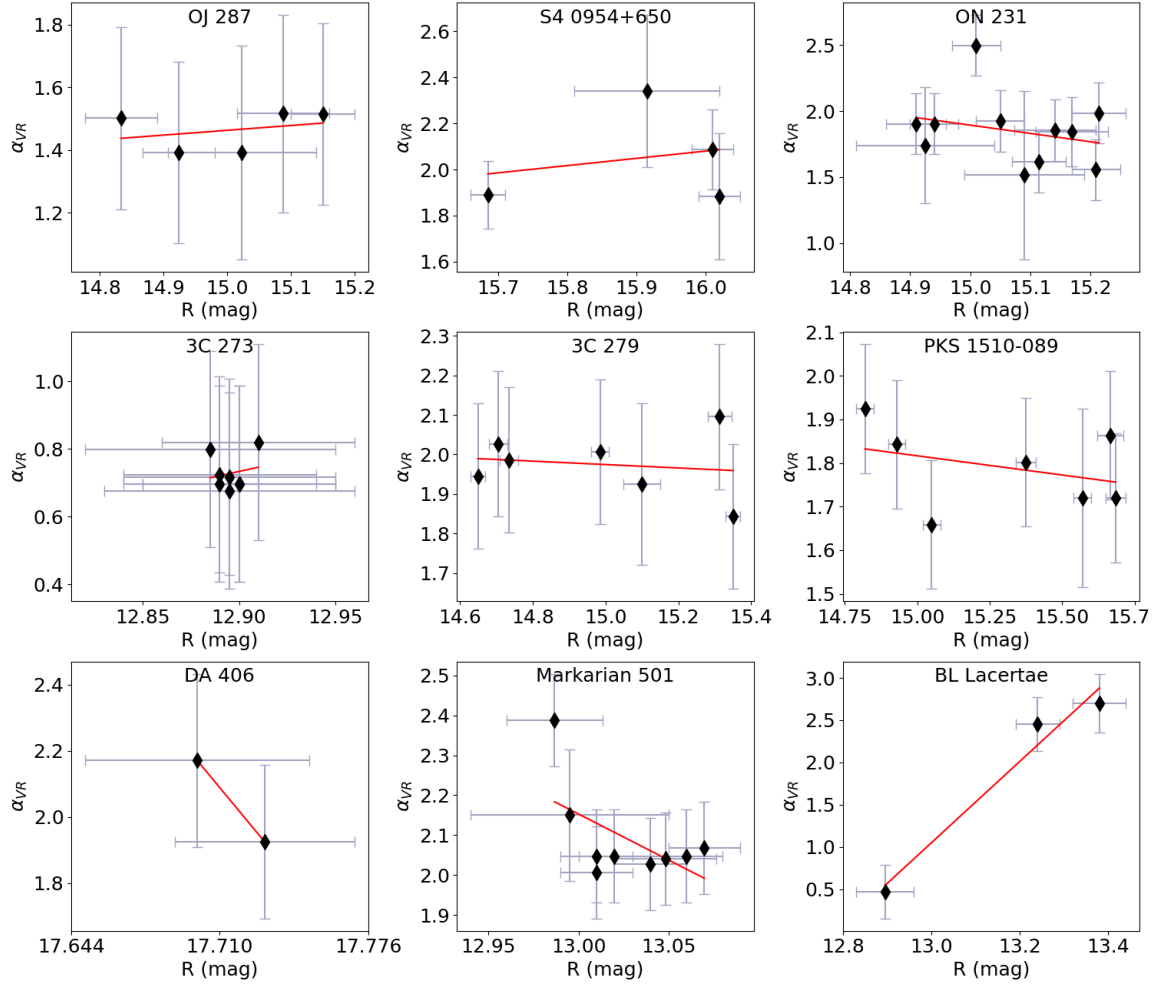 OJ 287
1.8
1.6
1.4
1.2
α_VR
14.8 14.9 15.0 15.1 15.2
R (mag)
S4 0954+650
2.6
2.4
2.2
2.0
1.8
1.6
α_VR
15.7 15.8 15.9 16.0
R (mag)
ON 231
2.5
2.0
1.5
1.0
α_VR
14.8 14.9 15.0 15.1 15.2
R (mag)
3C 273
1.0
0.8
0.6
0.4
α_VR
12.85 12.90 12.95
R (mag)
3C 279
2.3
2.2
2.1
2.0
1.9
1.8
1.7
α_VR
14.6 14.8 15.0 15.2 15.4
R (mag)
PKS 1510-089
2.1
2.0
1.9
1.8
1.7
1.6
1.5
α_VR
14.75 15.00 15.25 15.50 15.7
R (mag)
DA 406
2.4
2.2
2.0
1.8
α_VR
17.644 17.710 17.776
R (mag)
Markarian 501
2.5
2.4
2.3
2.2
2.1
2.0
1.9
α_VR
12.95 13.00 13.05
R (mag)
BL Lacertae
3.0
2.5
2.0
1.5
1.0
0.5
α_VR
12.8 13.0 13.2 13.4
R (mag)